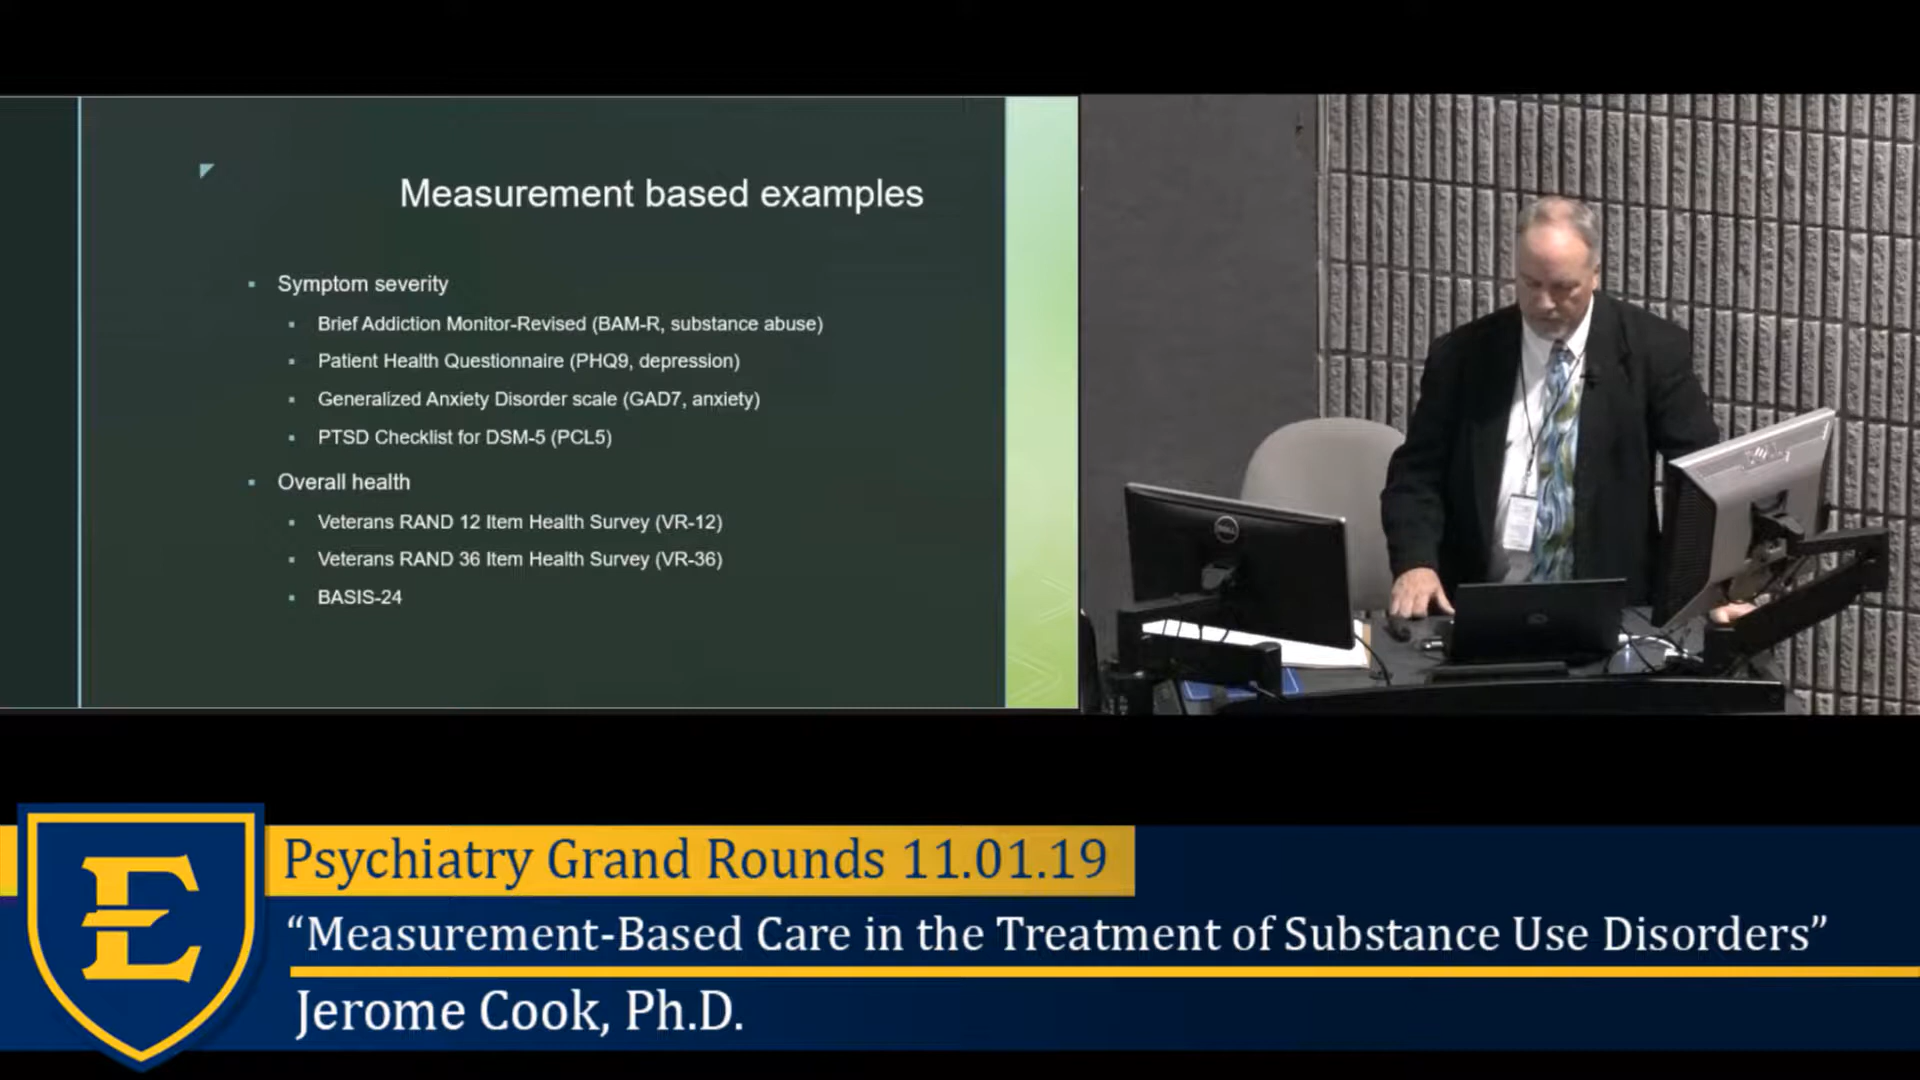 Measurement based examples
Symptom severity
Brief Addiction Monitor-Revised (BAM-R, substance abuse)
Patient Health Questionnaire (PHQ9, depression)
Generalized Anxiety Disorder scale (GAD7, anxiety)
PTSD Checklist for DSM-5 (PCL5)
Overall health
Veterans RAND 12 Item Health Survey (VR-12)
Veterans RAND 36 Item Health Survey (VR-36)
BASIS-24
DELL
DELL
E
Psychiatry Grand Rounds 11.01.19
“Measurement-Based Care in the Treatment of Substance Use Disorders”
Jerome Cook, Ph.D.